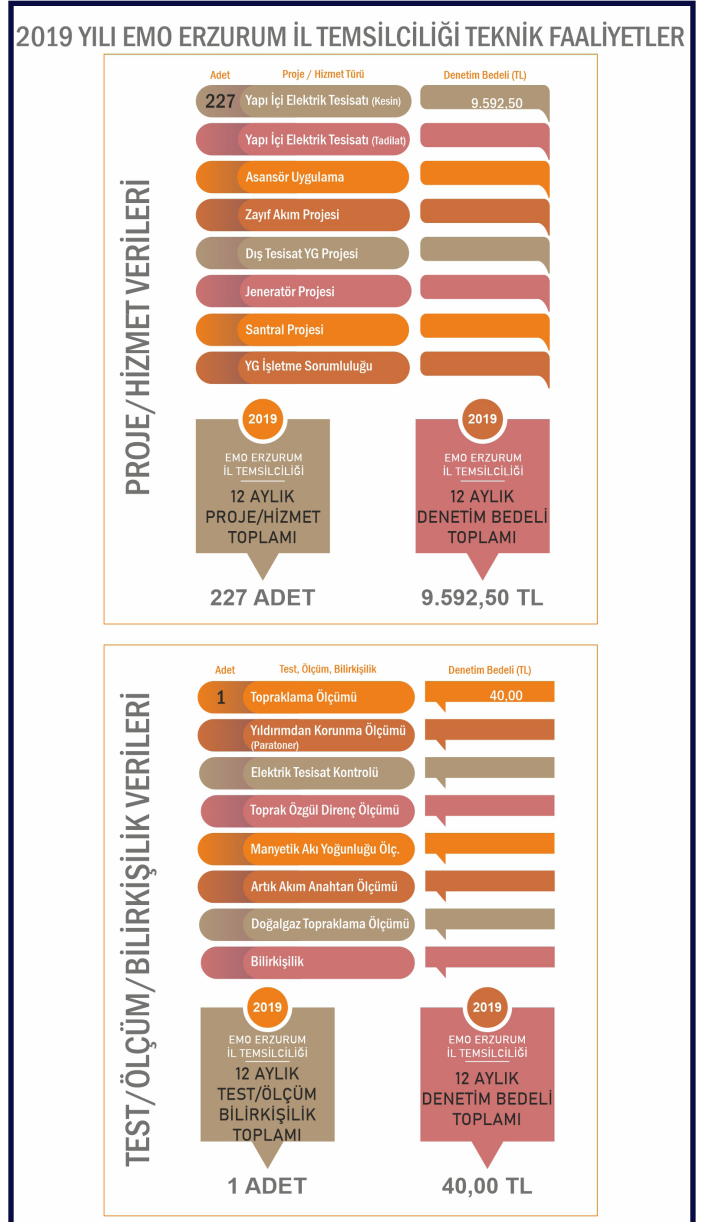 2019 YILI EMO ERZURUM İL TEMSİLCİLİĞİ TEKNİK FAALİYETLER
PROJE/HİZMET VERİLERİ
Adet Proje / Hizmet Türü Denetim Bedeli (TL)
227 Yapı İçi Elektrik Tesisatı (Kesin) 9.592,50
Yapı İçi Elektrik Tesisatı (Tadilat)
Asansör Uygulama
Zayıf Akım Projesi
Dış Tesisat YG Projesi
Jeneratör Projesi
Santral Projesi
YG İşletme Sorumluluğu
2019
EMO ERZURUM
İL TEMSİLCİLİĞİ
12 AYLIK
PROJE/HİZMET
TOPLAMI
227 ADET
2019
EMO ERZURUM
İL TEMSİLCİLİĞİ
12 AYLIK
DENETİM BEDELİ
TOPLAMI
9.592,50 TL
TEST/ÖLÇÜM/BİLİRKİŞİLİK VERİLERİ
Adet Test, Ölçüm, Bilirkişilik Denetim Bedeli (TL)
1 Topraklama Ölçümü 40,00
Yıldırımdan Korunma Ölçümü
(Paratoner)
Elektrik Tesisat Kontrolü
Toprak Özgül Direnç Ölçümü
Manyetik Akı Yoğunluğu Ölç.
Artık Akım Anahtarı Ölçümü
Doğalgaz Topraklama Ölçümü
Bilirkişilik
2019
EMO ERZURUM
İL TEMSİLCİLİĞİ
12 AYLIK
TEST/ÖLÇÜM
BİLİRKİŞİLİK
TOPLAMI
1 ADET
2019
EMO ERZURUM
İL TEMSİLCİLİĞİ
12 AYLIK
DENETİM BEDELİ
TOPLAMI
40,00 TL